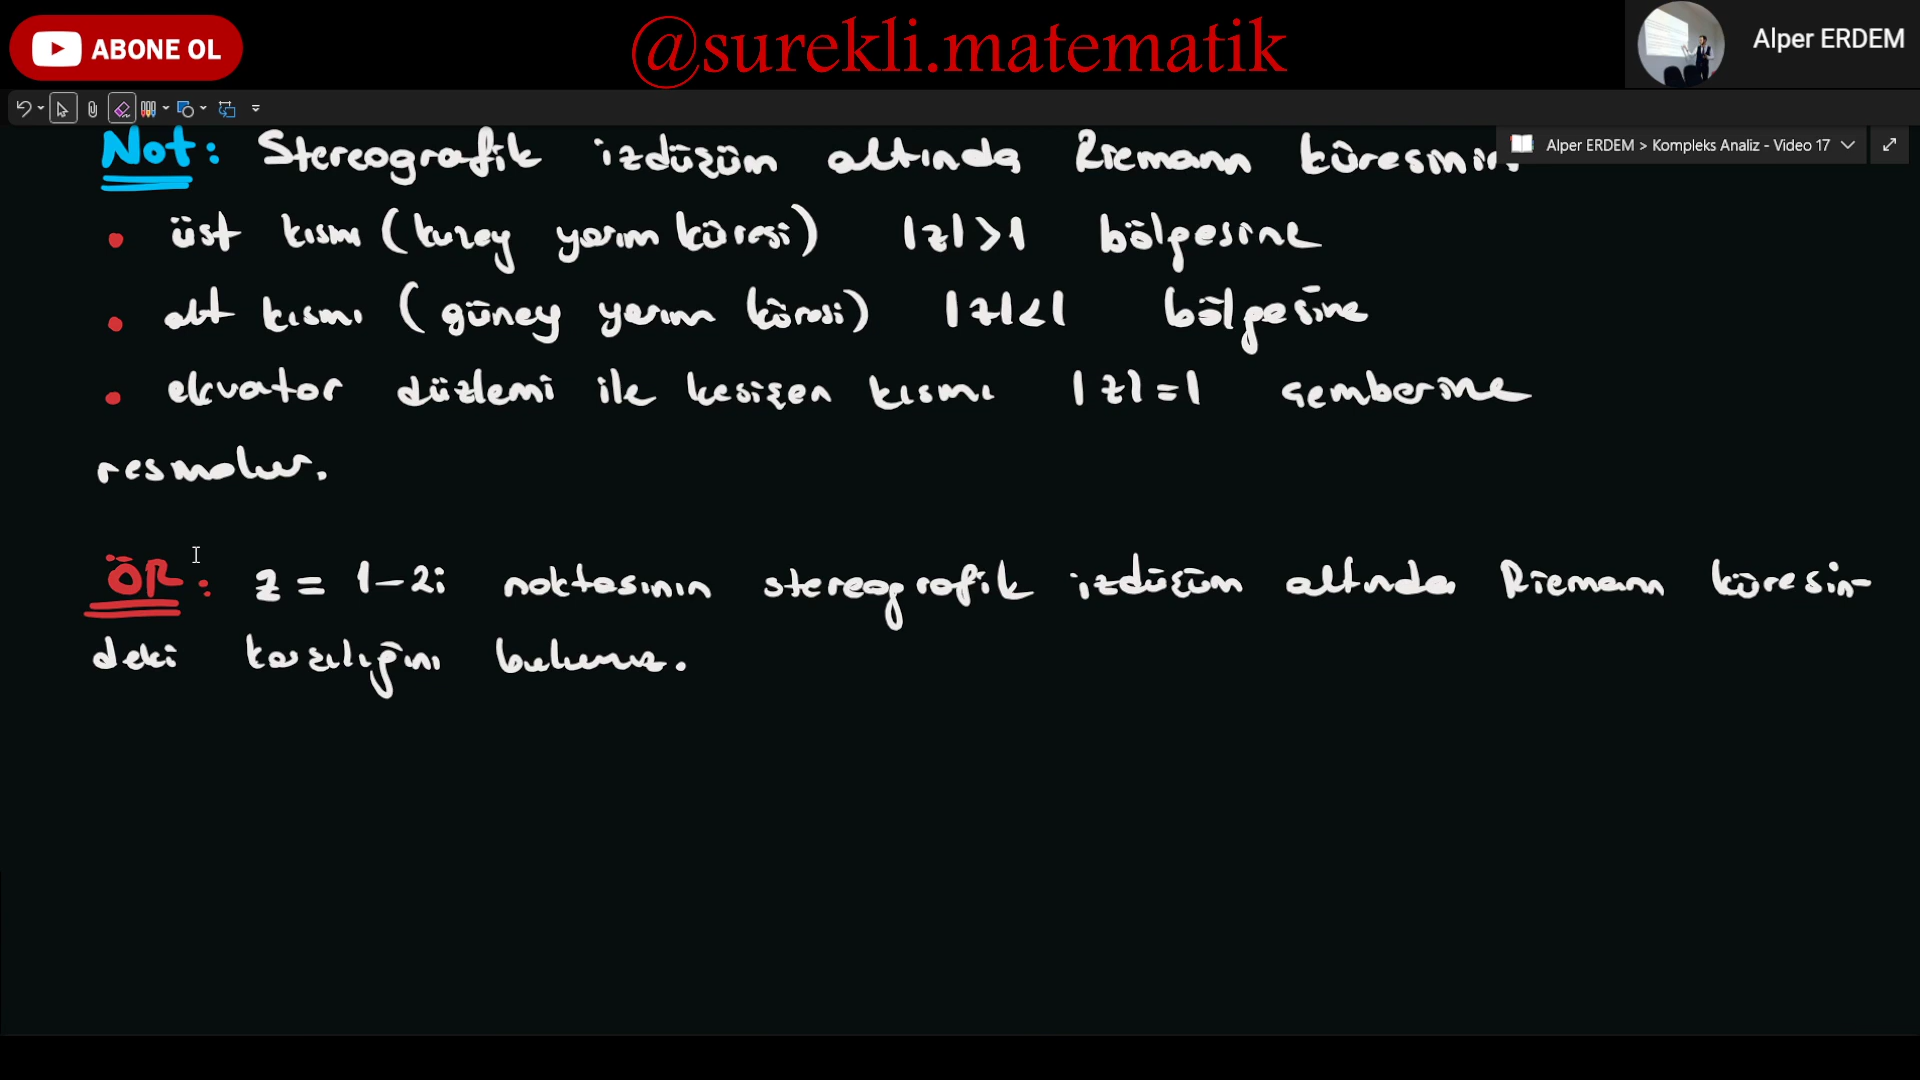 ABONE OL
@surekli.matematik
Alper ERDEM
Alper ERDEM > Kompleks Analiz - Video 17
Not: Stereografik izdüşüm altında Riemann küresinin
• üst kısmı (kuzey yarım küresi) |z|>1 bölgesine
• alt kısmı (güney yarım küresi) |z|<1 bölgesine
• ekvator düzlemi ile kesişen kısmı |z|=1 çemberine
resmolur.
ÖR: z = 1-2i noktasının stereografik izdüşüm altında Riemann küresin-
deki karşılığını bulunuz.